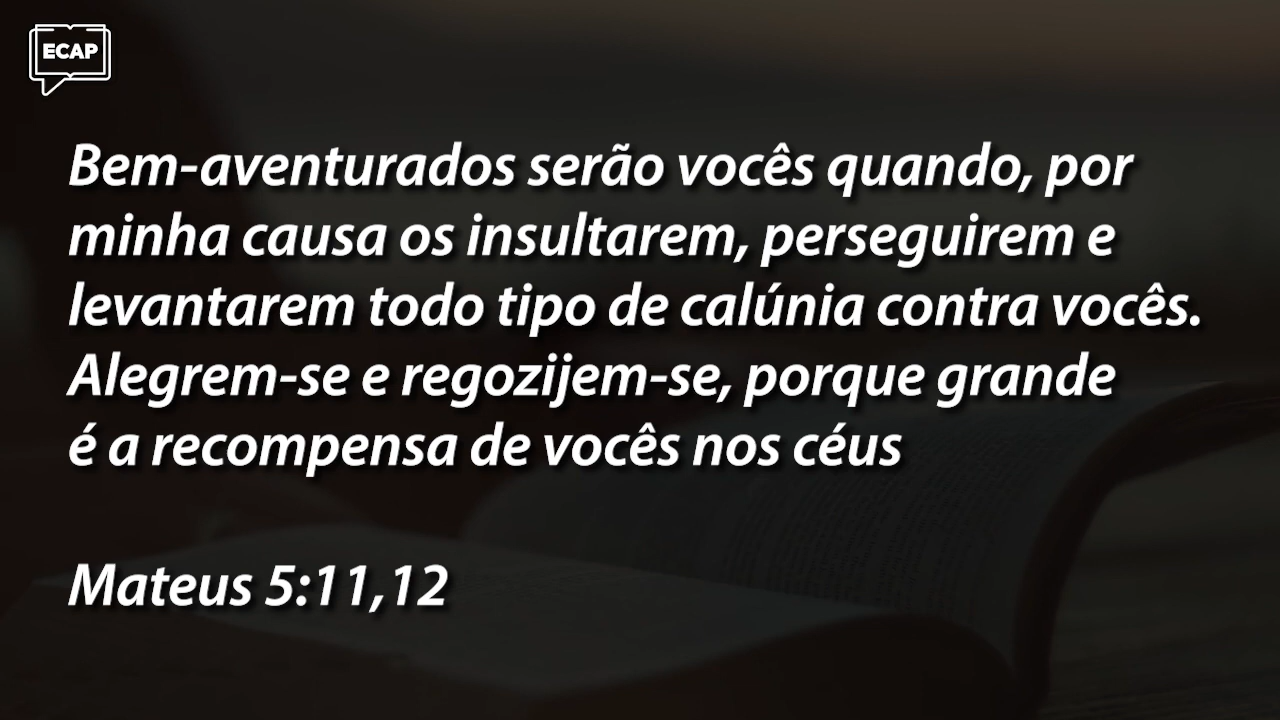 ECAP
Bem-aventurados serão vocês quando, por
minha causa os insultarem, perseguirem e
levantarem todo tipo de calúnia contra vocês.
Alegrem-se e regozijem-se, porque grande
é a recompensa de vocês nos céus
Mateus 5:11,12